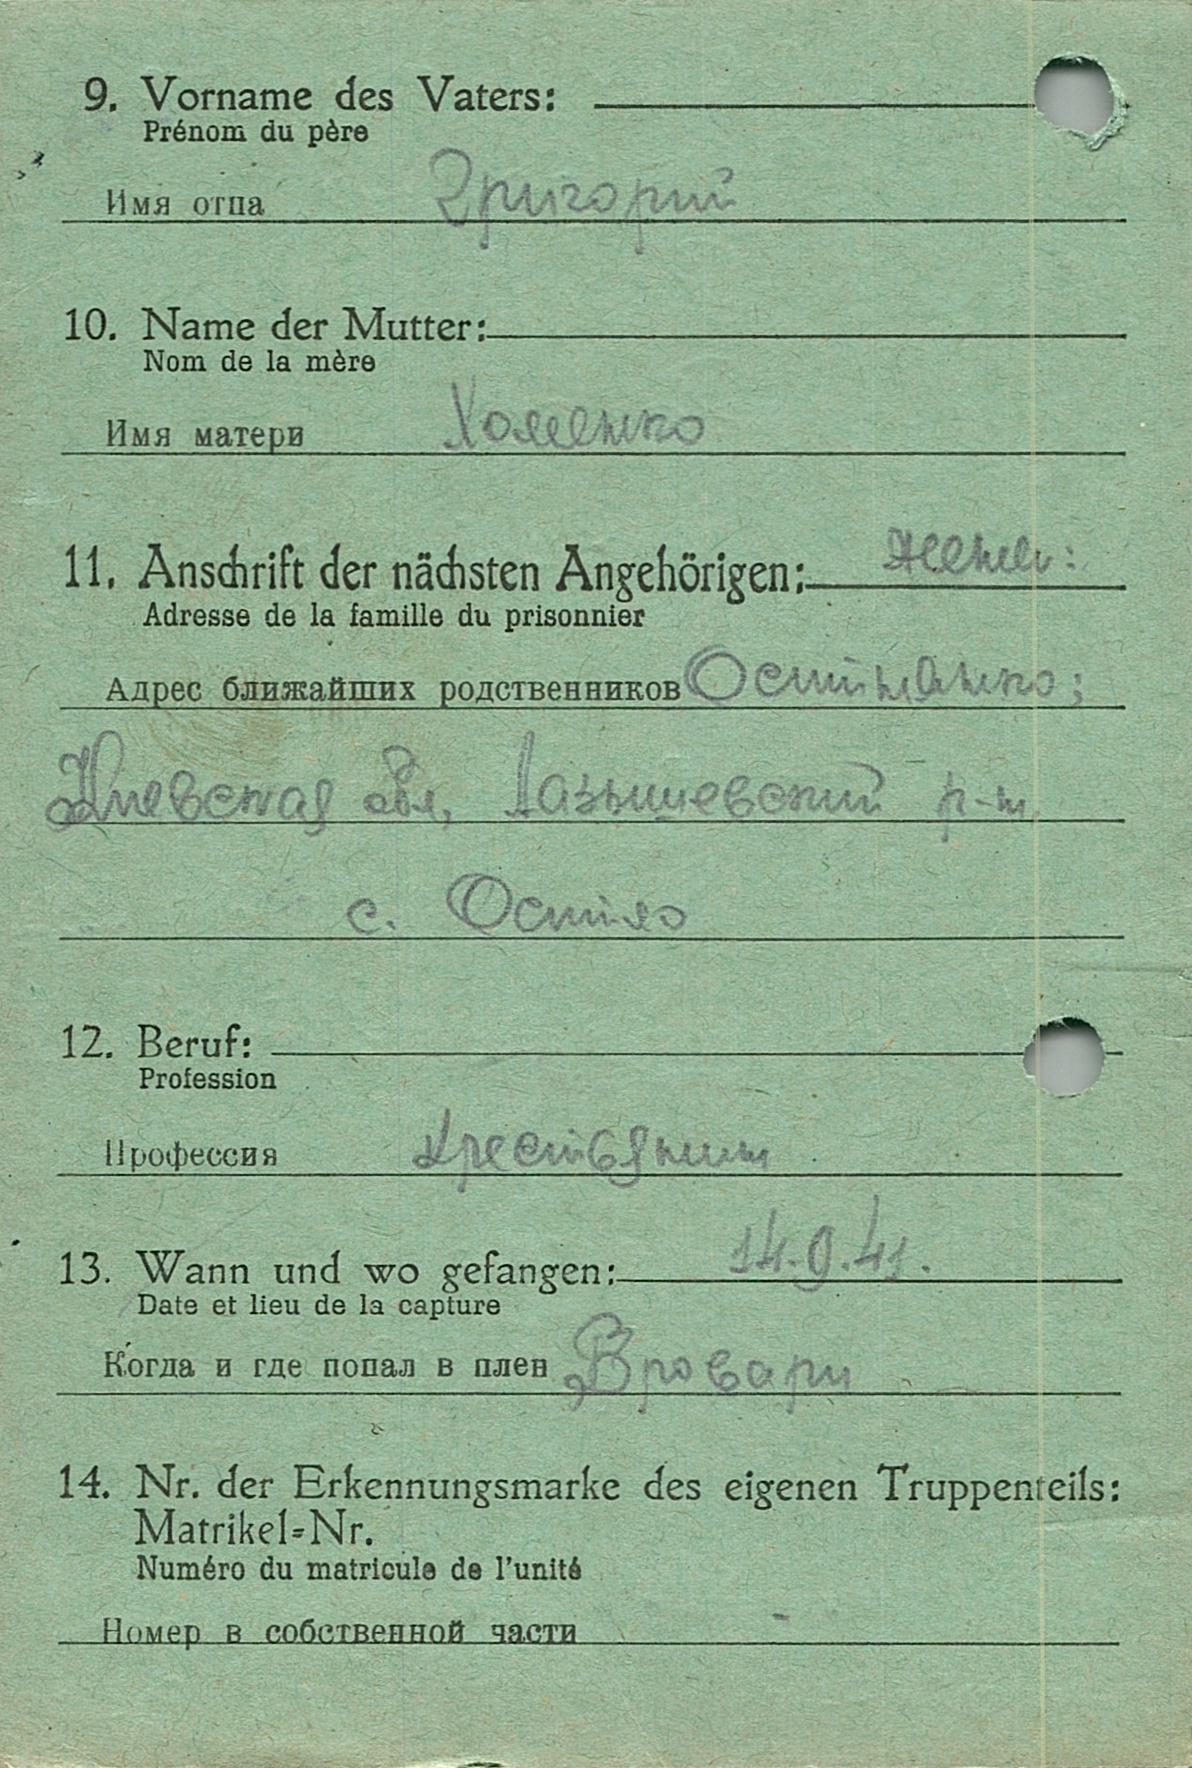 9. Vorname des Vaters:
Prénom du père
Имя отца Григорий
10. Name der Mutter:
Nom de la mère
Имя матери Хоменко
11. Anschrift der nächsten Angehörigen:
Adresse de la famille du prisonnier
Адрес ближайших родственников
Киевская обл,
с.
12. Beruf:
Profession
Профессия Крестьянин
13. Wann und wo gefangen: 14.9.41.
Date et lieu de la capture
Когда и где попал в плен Бровари
14. Nr. der Erkennungsmarke des eigenen Truppenteils:
Matrikel=Nr.
Numéro du matricule de l'unité
Номер в собственной части -